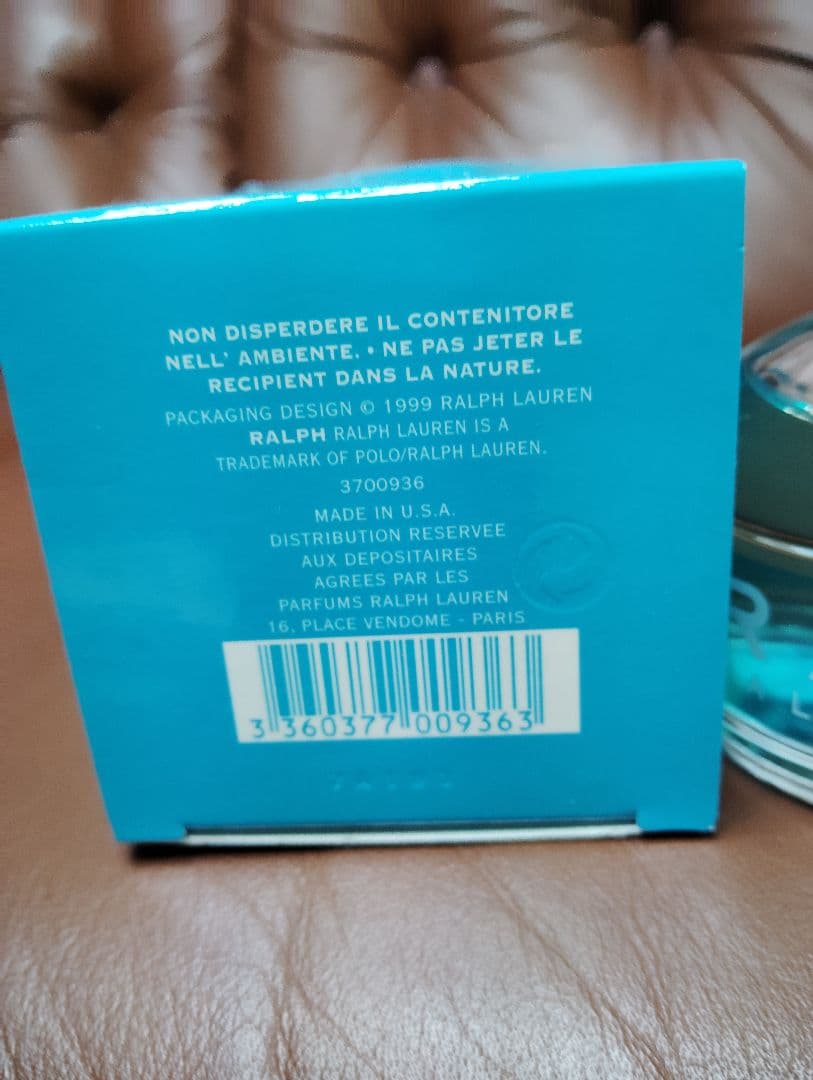 NON DISPERDERE IL CONTENITORE
NELL' AMBIENTE. • NE PAS JETER LE
RECIPIENT DANS LA NATURE.
PACKAGING DESIGN © 1999 RALPH LAUREN
RALPH RALPH LAUREN IS A
TRADEMARK OF POLO/RALPH LAUREN.
3700936
MADE IN U.S.A.
DISTRIBUTION RESERVEE
AUX DEPOSITAIRES
AGREES PAR LES
PARFUMS RALPH LAUREN
16, PLACE VENDOME - PARIS
3 360377 009363